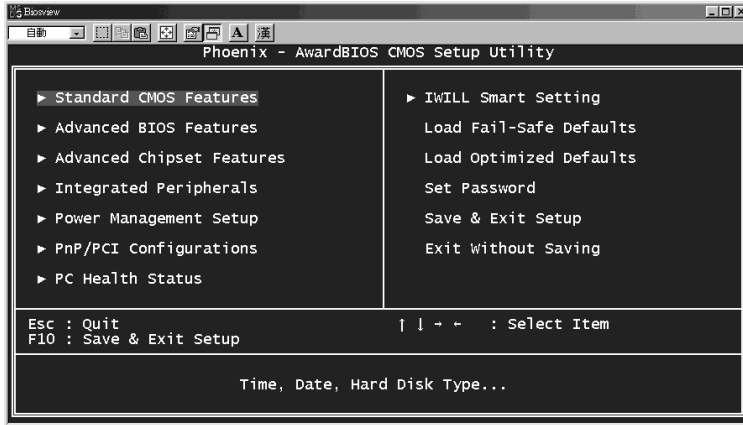 Biosview
自動
A 漢
Phoenix - AwardBIOS CMOS Setup Utility
▶ Standard CMOS Features
▶ Advanced BIOS Features
▶ Advanced Chipset Features
▶ Integrated Peripherals
▶ Power Management Setup
▶ PnP/PCI Configurations
▶ PC Health Status
▶ IWILL Smart Setting
Load Fail-Safe Defaults
Load Optimized Defaults
Set Password
Save & Exit Setup
Exit Without Saving
Esc : Quit
F10 : Save & Exit Setup
↑ ↓ → ← : Select Item
Time, Date, Hard Disk Type...